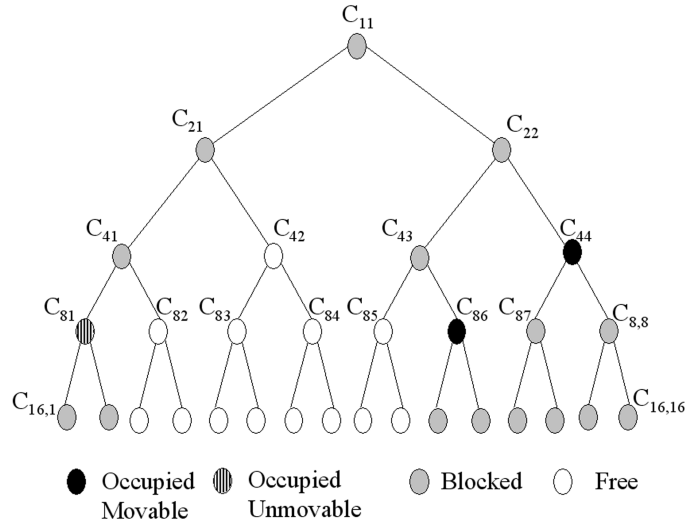 C11
C21 C22
C41 C42 C43 C44
C81 C82 C83 C84 C85 C86 C87 C8,8
C16,1 C16,16
Occupied Movable
Occupied Unmovable
Blocked
Free